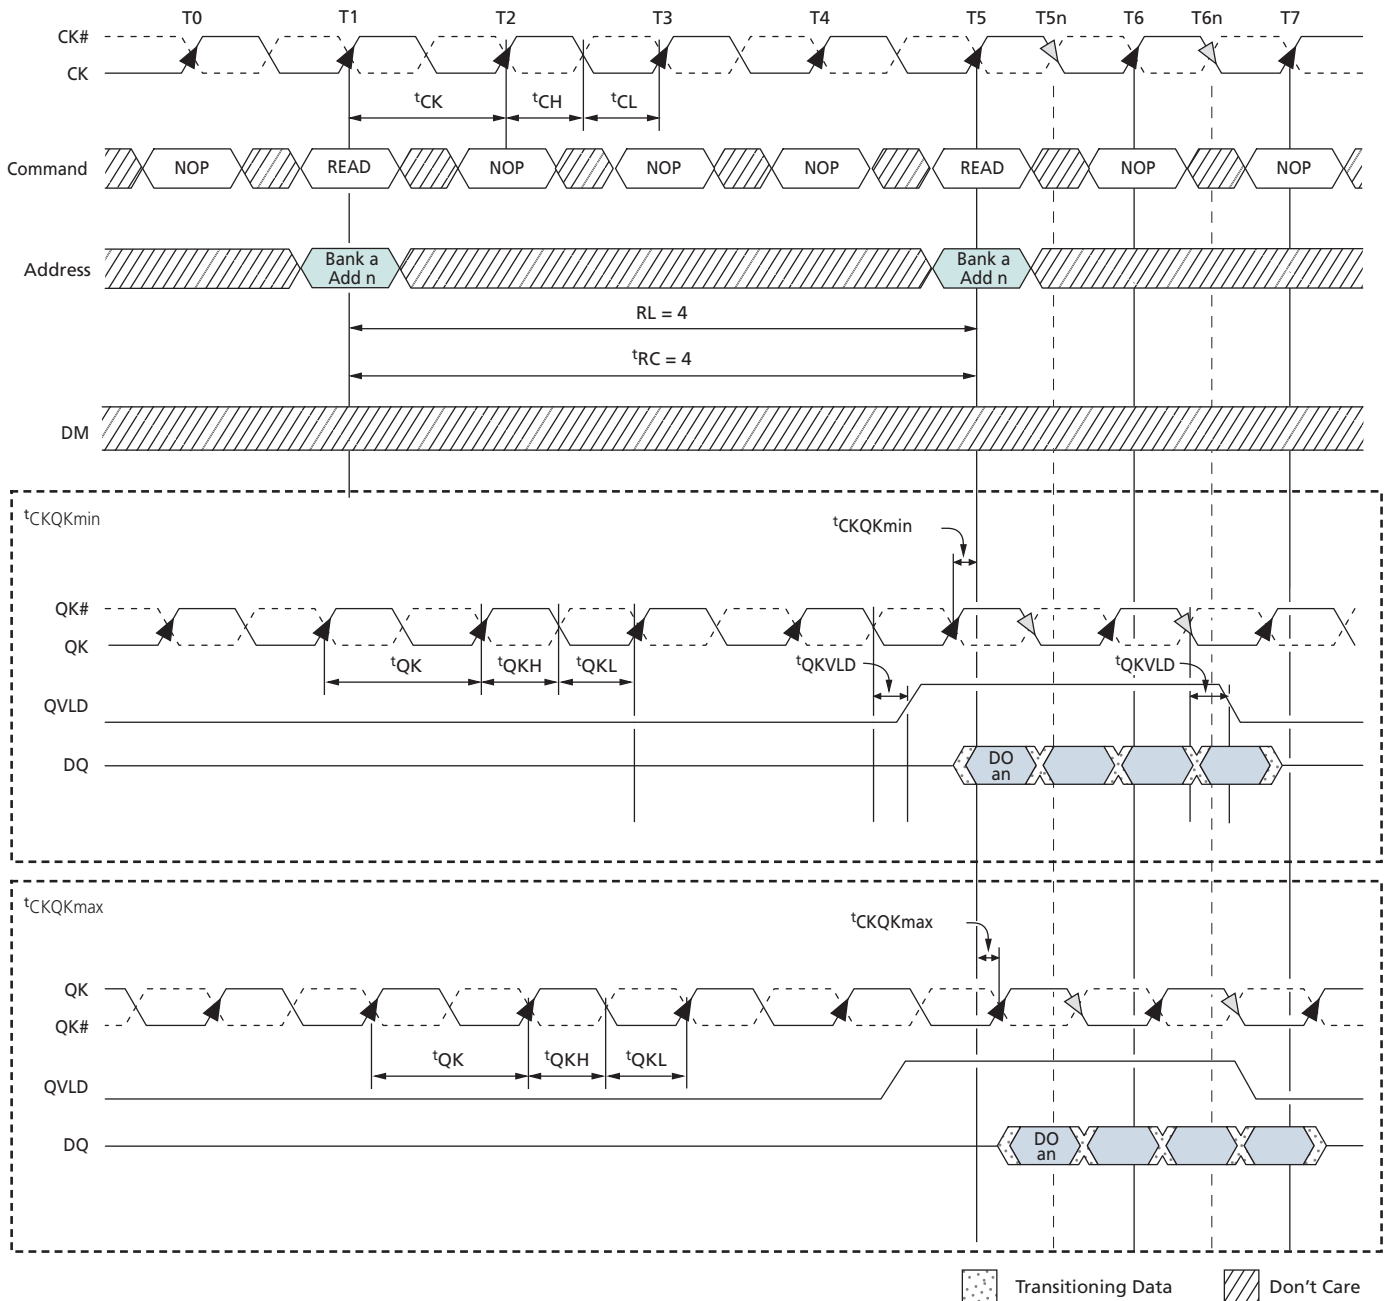 T0 T1 T2 T3 T4 T5 T5n T6 T6n T7
CK#
CK
tCK tCH tCL
Command NOP READ NOP NOP NOP READ NOP NOP
Address Bank a Add n Bank a Add n
RL = 4
tRC = 4
DM
tCKQKmin
tCKQKmin
QK#
QK
tQK tQKH tQKL tQKVLD tQKVLD
QVLD
DQ DO an
tCKQKmax
tCKQKmax
QK
QK#
tQK tQKH tQKL
QVLD
DQ DO an
Transitioning Data Don't Care